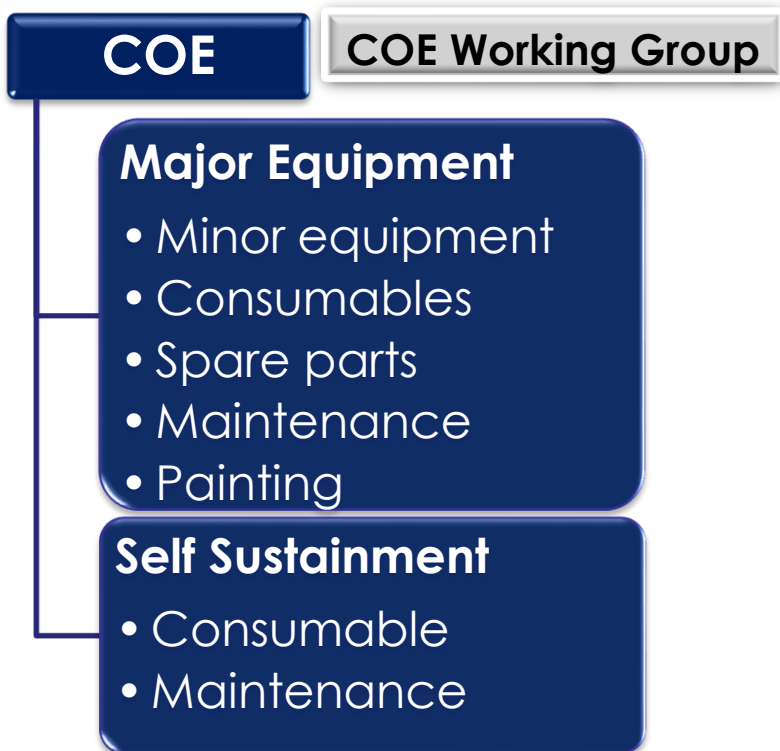 COE
COE Working Group
Major Equipment
• Minor equipment
• Consumables
• Spare parts
• Maintenance
• Painting
Self Sustainment
• Consumable
• Maintenance